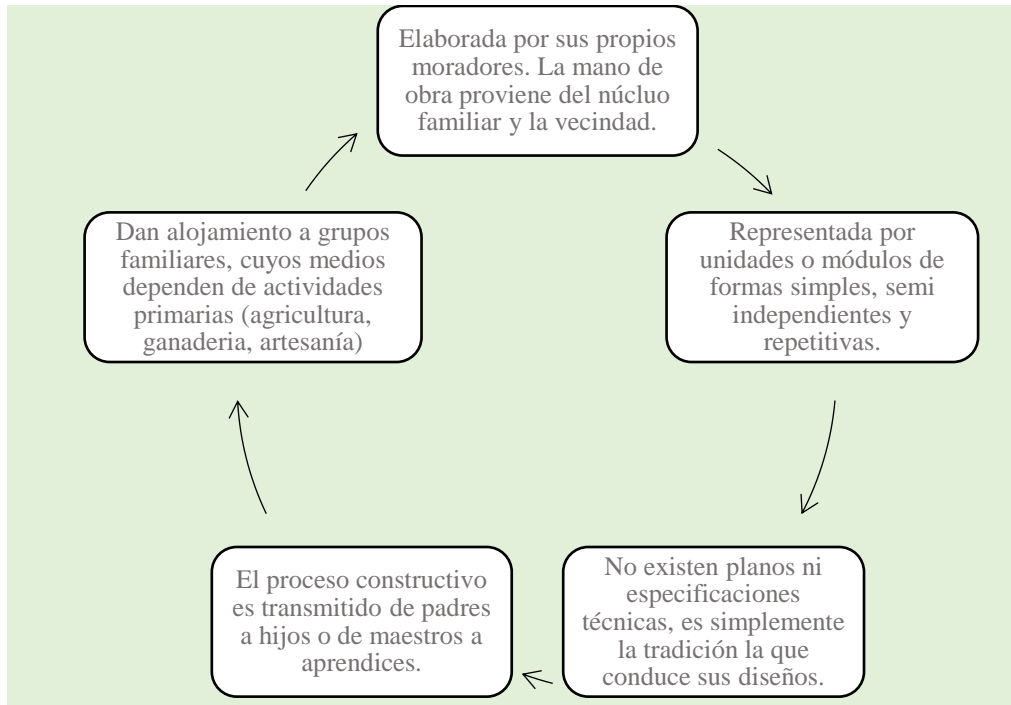 Elaborada por sus propios
moradores. La mano de
obra proviene del núcluo
familiar y la vecindad.
Representada por
unidades o módulos de
formas simples, semi
independientes y
repetitivas.
No existen planos ni
especificaciones
técnicas, es simplemente
la tradición la que
conduce sus diseños.
El proceso constructivo
es transmitido de padres
a hijos o de maestros a
aprendices.
Dan alojamiento a grupos
familiares, cuyos medios
dependen de actividades
primarias (agricultura,
ganaderia, artesanía)